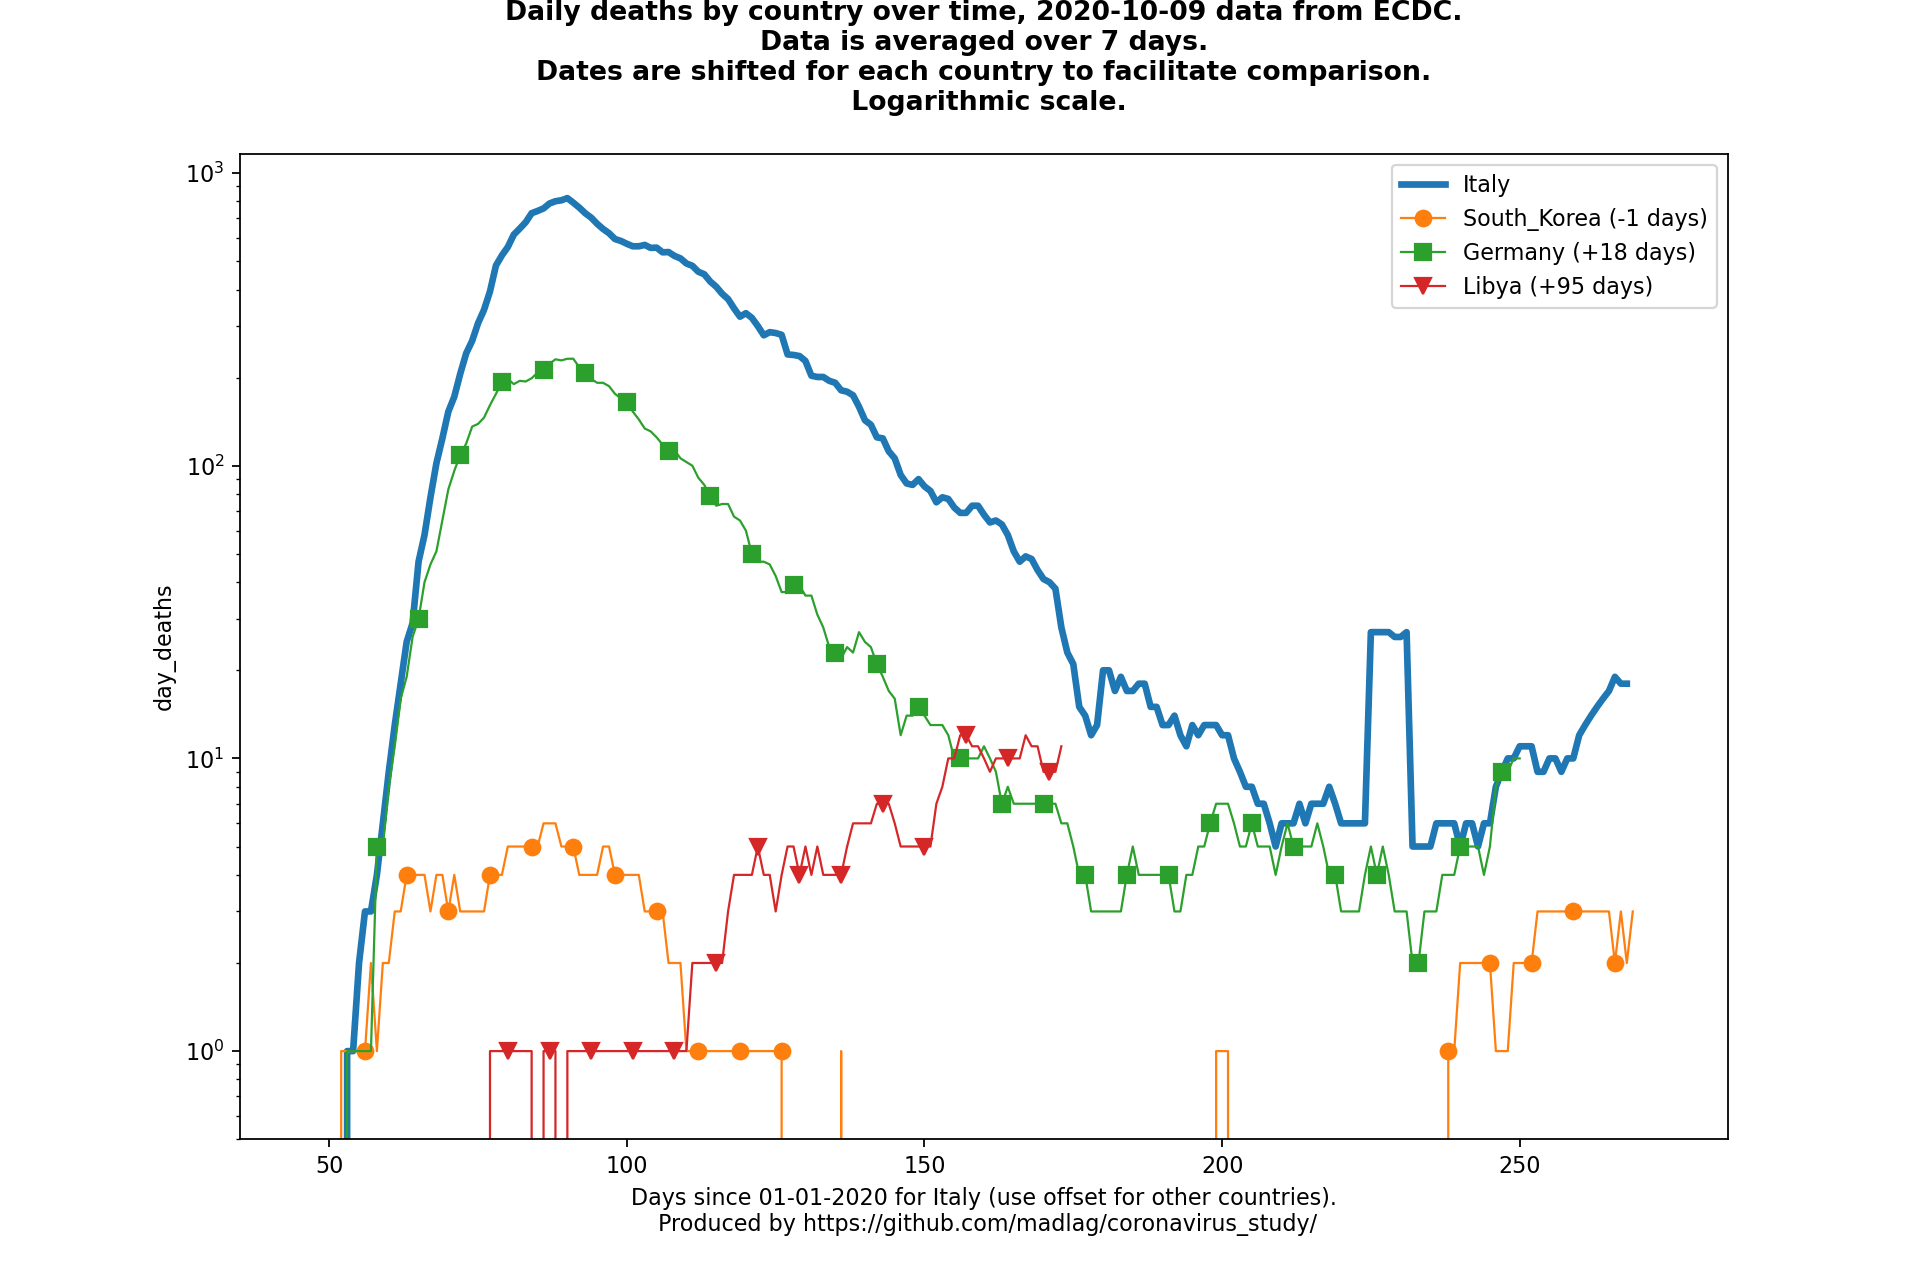 Daily deaths by country over time, 2020-10-09 data from ECDC.
Data is averaged over 7 days.
Dates are shifted for each country to facilitate comparison.
Logarithmic scale.
10³
10²
10¹
10⁰
day_deaths
Italy
South_Korea (-1 days)
Germany (+18 days)
Libya (+95 days)
50 100 150 200 250
Days since 01-01-2020 for Italy (use offset for other countries).
Produced by https://github.com/madlag/coronavirus_study/